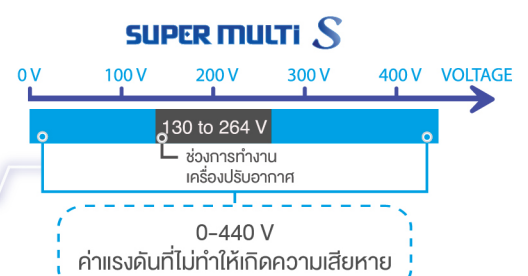 SUPER MULTI S
0 V 100 V 200 V 300 V 400 V VOLTAGE
130 to 264 V
ช่วงการทำงาน
เครื่องปรับอากาศ
0-440 V
ค่าแรงดันที่ไม่ทำให้เกิดความเสียหาย